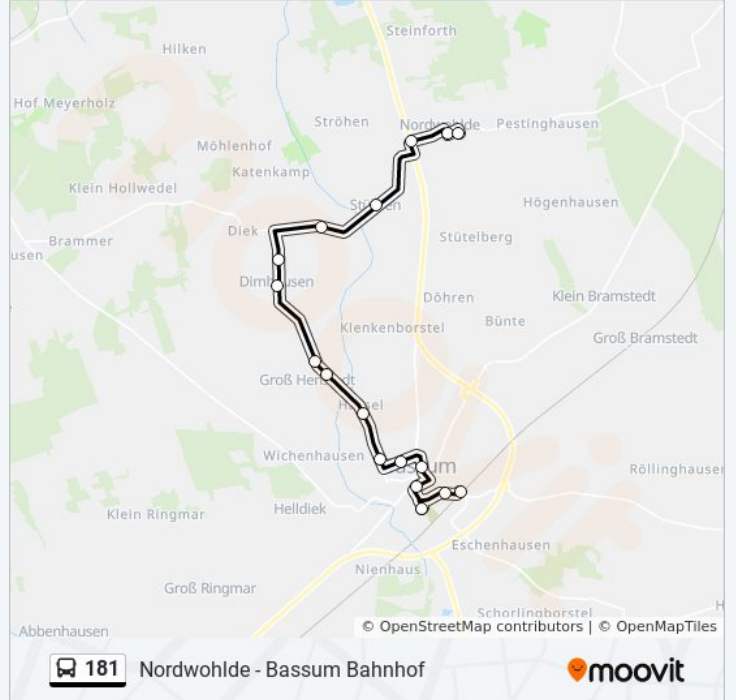 Steinforth
Hilken
Hof Meyerholz
Ströhen
Pestinghausen
Möhlenhof
Katenkamp
Klein Hollwedel
Högenhausen
Diek
Brammer
Stütelberg
usen
Döhren
Klein Bramstedt
Bünte
Klenkenborstel
Groß Bramstedt
Wichenhausen
Röllinghausen
Helldiek
Klein Ringmar
Eschenhausen
Nienhaus
Groß Ringmar
Schorlingborstel
H
Abbenhausen
© OpenStreetMap contributors | © OpenMapTiles
181 Nordwohlde - Bassum Bahnhof moovit